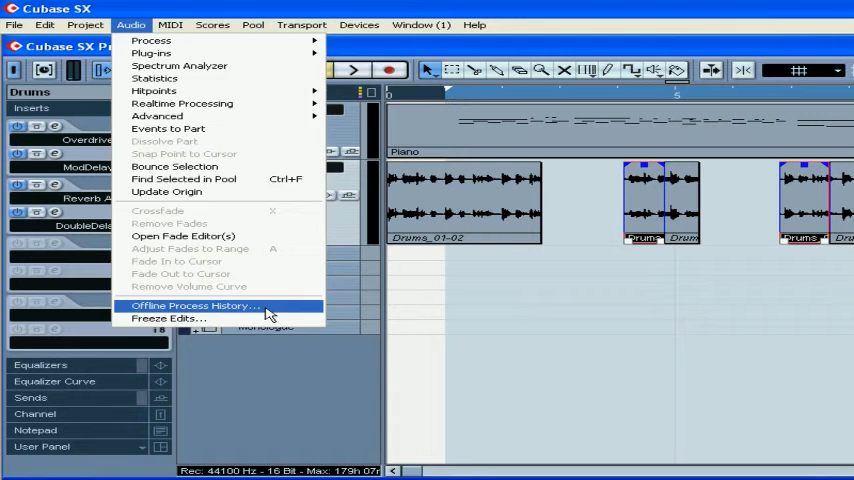 Cubase SX
File Edit Project Audio MIDI Scores Pool Transport Devices Window (1) Help
Cubase SX Pr
Process
Plug-ins
Spectrum Analyzer
Statistics
Hitpoints
Realtime Processing
Advanced
Events to Part
Dissolve Part
Snap Point to Cursor
Bounce Selection
Find Selected in Pool Ctrl+F
Update Origin
Crossfade X
Remove Fades
Open Fade Editor(s)
Adjust Fades to Range A
Fade In to Cursor
Fade Out to Cursor
Remove Volume Curve
Offline Process History...
Freeze Edits...
Drums
Inserts
Overdrive
ModDelay
Reverb A
DoubleDela
Equalizers
Equalizer Curve
Sends
Channel
Notepad
User Panel
0 5
Piano
Drums_01-02
Drums Drum Drums Drum
Monologue
Rec: 44100 Hz - 16 Bit - Max: 179h 07r